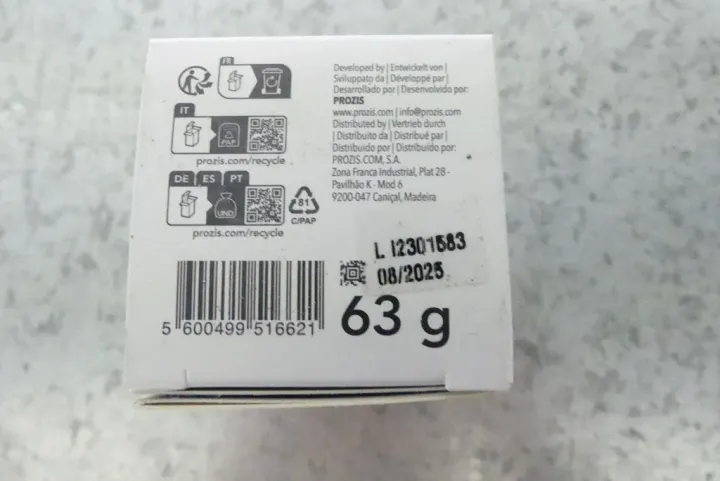 FR
IT
PAP
prozis.com/recycle
DE ES PT
UND
81
C/PAP
prozis.com/recycle
Developed by | Entwickelt von |
Sviluppato da | Développé par |
Desarrollado por | Desenvolvido por:
PROZIS
www.prozis.com | info@prozis.com
Distributed by | Vertrieb durch
| Distribuito da | Distribué par |
Distribuido por | Distribuído por:
PROZIS.COM, S.A.
Zona Franca Industrial, Plat 28 -
Pavilhão K - Mod 6
9200-047 Caniçal, Madeira
L I2301583
08/2025
5 600499 516621
63 g